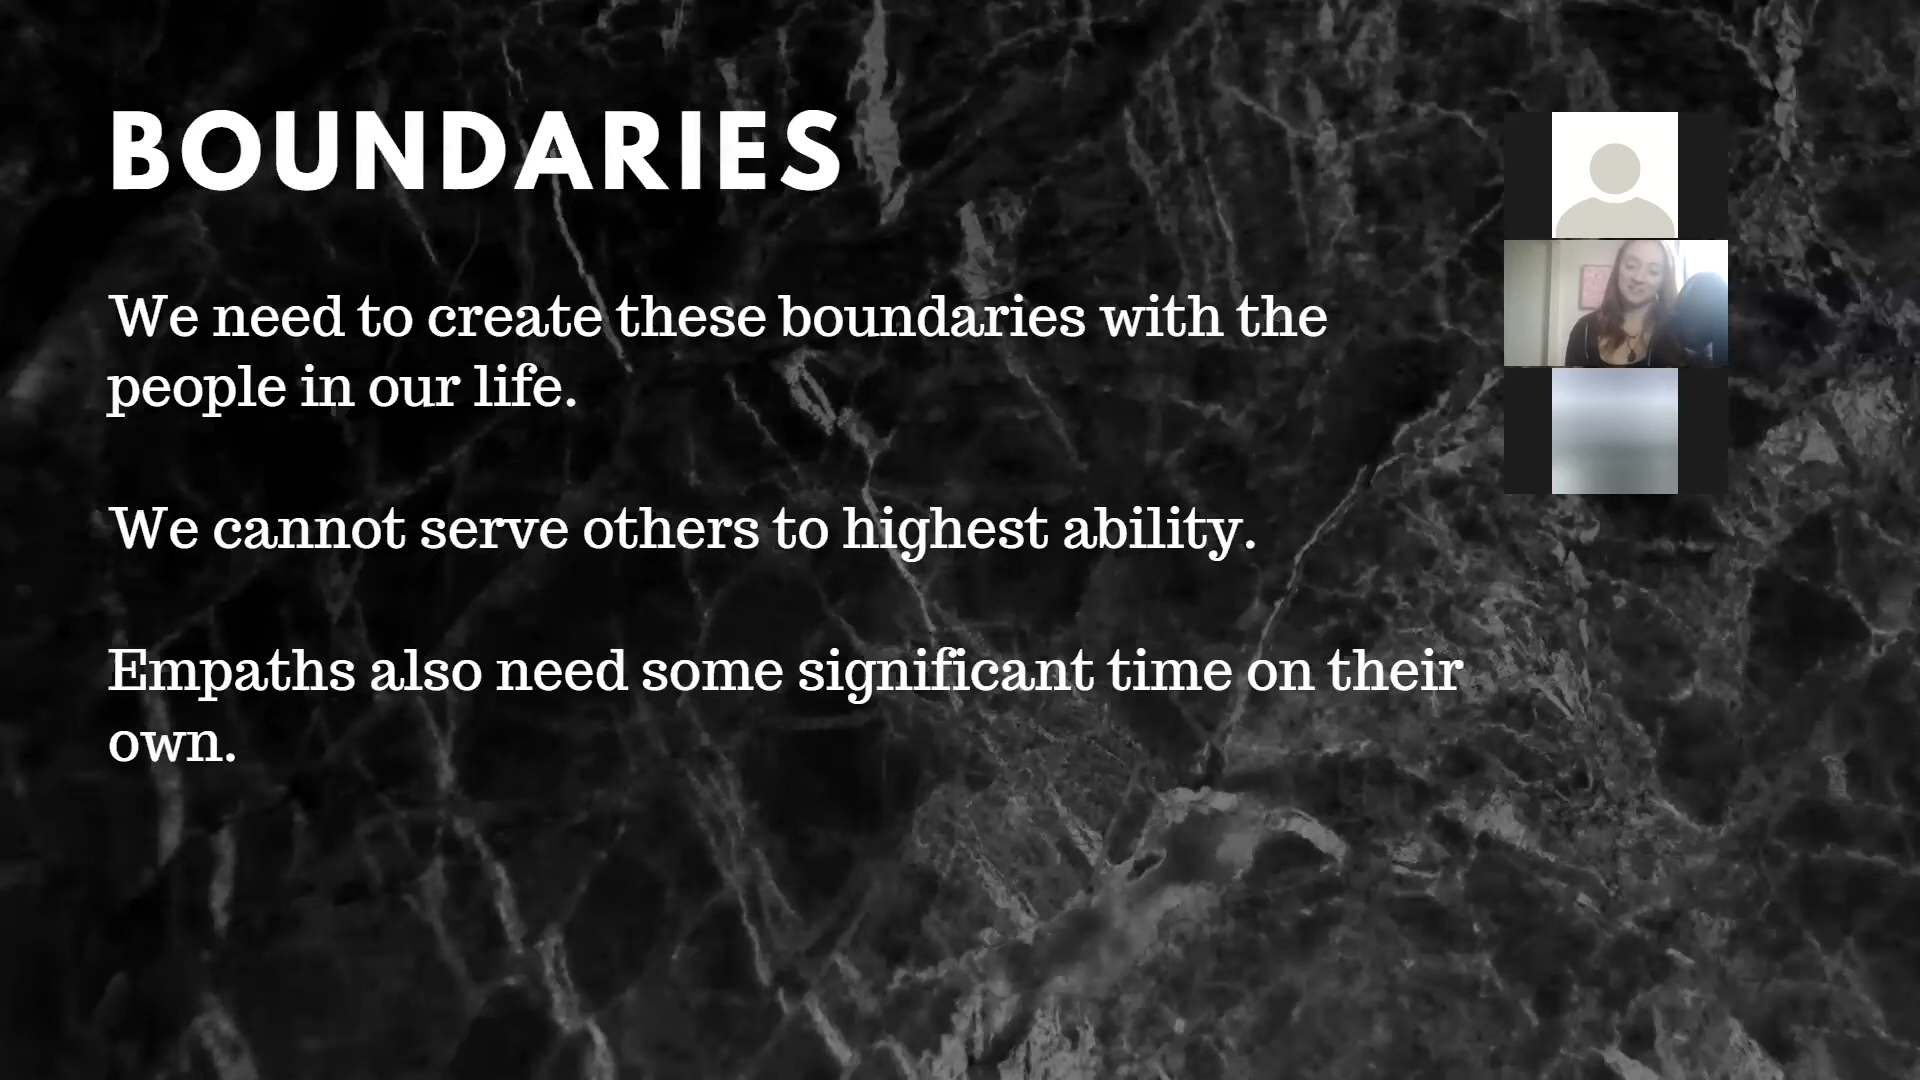 BOUNDARIES
We need to create these boundaries with the
people in our life.
We cannot serve others to highest ability.
Empaths also need some significant time on their
own.